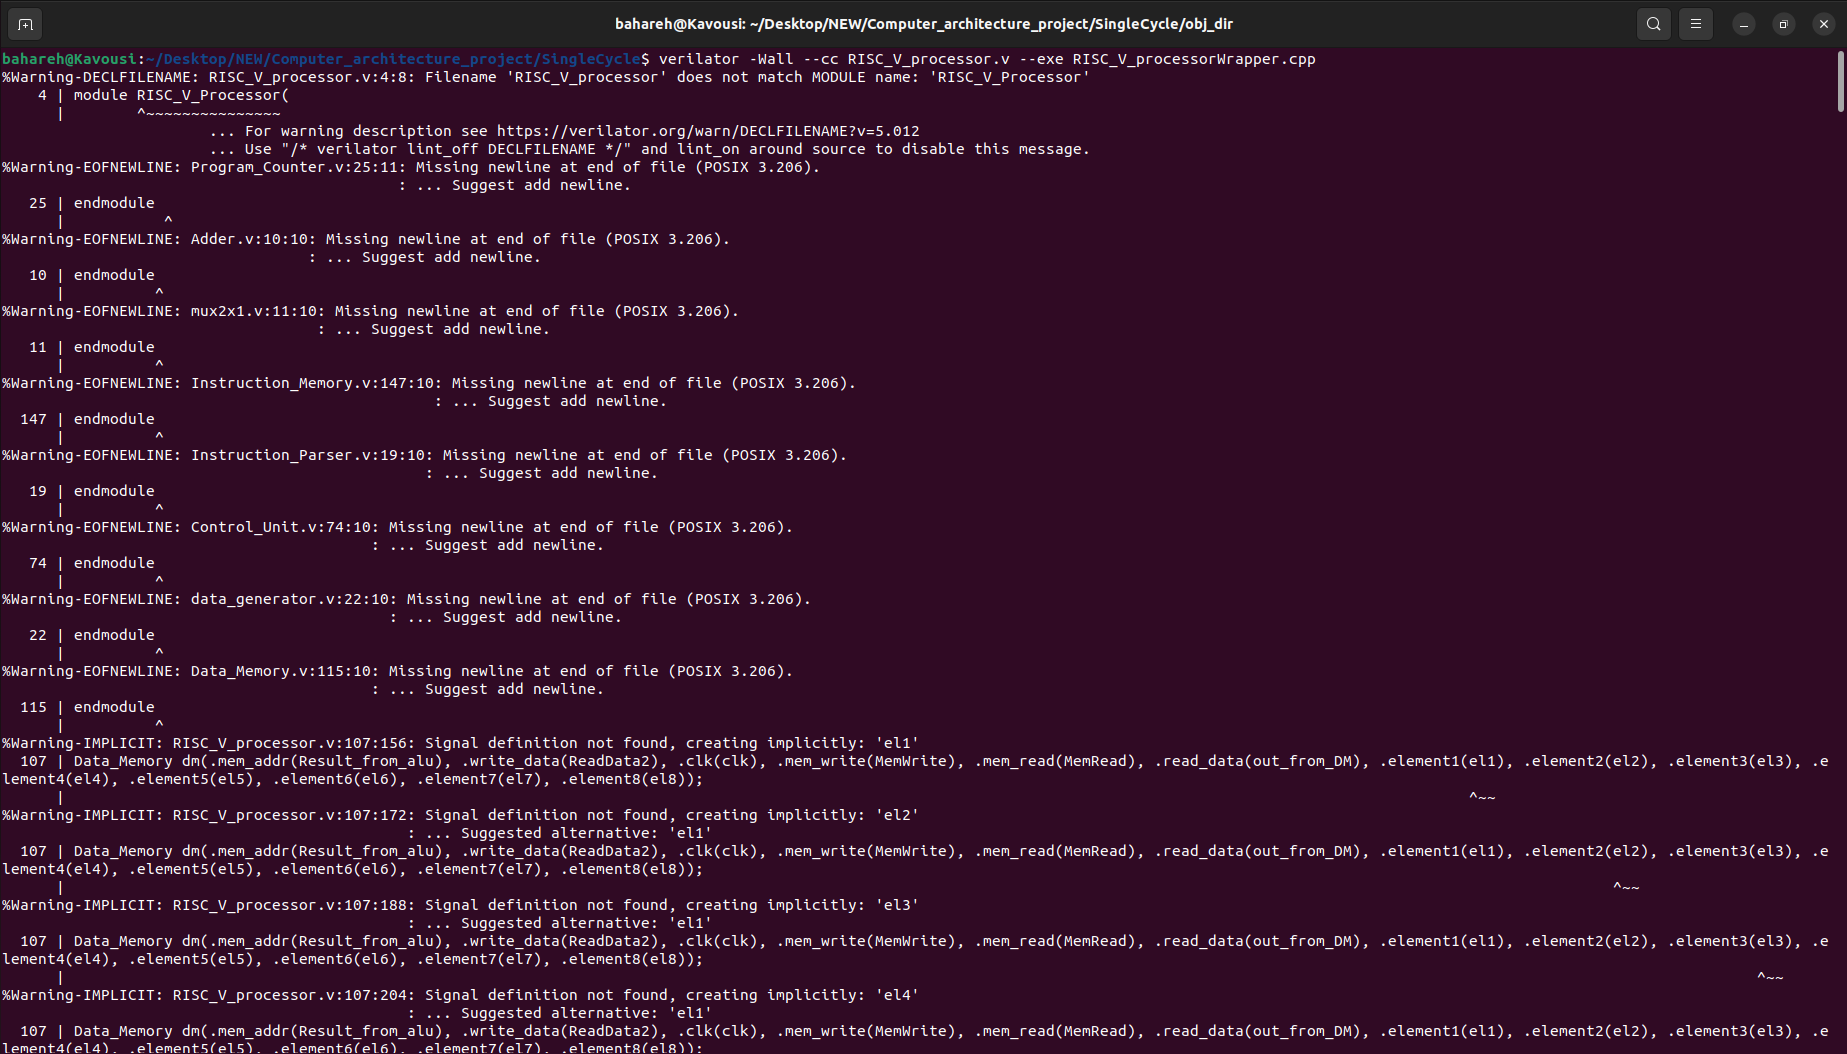 bahareh@Kavousi: ~/Desktop/NEW/Computer_architecture_project/SingleCycle/obj_dir
bahareh@Kavousi:~/Desktop/NEW/Computer_architecture_project/SingleCycle$ verilator -Wall --cc RISC_V_processor.v --exe RISC_V_processorWrapper.cpp
%Warning-DECLFILENAME: RISC_V_processor.v:4:8: Filename 'RISC_V_processor' does not match MODULE name: 'RISC_V_Processor'
    4 | module RISC_V_Processor(
      |        ^~~~~~~~~~~~~~~~
                       ... For warning description see https://verilator.org/warn/DECLFILENAME?v=5.012
                       ... Use "/* verilator lint_off DECLFILENAME */" and lint_on around source to disable this message.
%Warning-EOFNEWLINE: Program_Counter.v:25:11: Missing newline at end of file (POSIX 3.206).
                                            : ... Suggest add newline.
   25 | endmodule
      |           ^
%Warning-EOFNEWLINE: Adder.v:10:10: Missing newline at end of file (POSIX 3.206).
                                  : ... Suggest add newline.
   10 | endmodule
      |          ^
%Warning-EOFNEWLINE: mux2x1.v:11:10: Missing newline at end of file (POSIX 3.206).
                                   : ... Suggest add newline.
   11 | endmodule
      |          ^
%Warning-EOFNEWLINE: Instruction_Memory.v:147:10: Missing newline at end of file (POSIX 3.206).
                                                : ... Suggest add newline.
  147 | endmodule
      |          ^
%Warning-EOFNEWLINE: Instruction_Parser.v:19:10: Missing newline at end of file (POSIX 3.206).
                                               : ... Suggest add newline.
   19 | endmodule
      |          ^
%Warning-EOFNEWLINE: Control_Unit.v:74:10: Missing newline at end of file (POSIX 3.206).
                                         : ... Suggest add newline.
   74 | endmodule
      |          ^
%Warning-EOFNEWLINE: data_generator.v:22:10: Missing newline at end of file (POSIX 3.206).
                                           : ... Suggest add newline.
   22 | endmodule
      |          ^
%Warning-EOFNEWLINE: Data_Memory.v:115:10: Missing newline at end of file (POSIX 3.206).
                                         : ... Suggest add newline.
  115 | endmodule
      |          ^
%Warning-IMPLICIT: RISC_V_processor.v:107:156: Signal definition not found, creating implicitly: 'el1'
  107 | Data_Memory dm(.mem_addr(Result_from_alu), .write_data(ReadData2), .clk(clk), .mem_write(MemWrite), .mem_read(MemRead), .read_data(out_from_DM), .element1(el1), .element2(el2), .element3(el3), .e
lement4(el4), .element5(el5), .element6(el6), .element7(el7), .element8(el8));
      | ^~~
%Warning-IMPLICIT: RISC_V_processor.v:107:172: Signal definition not found, creating implicitly: 'el2'
                                             : ... Suggested alternative: 'el1'
  107 | Data_Memory dm(.mem_addr(Result_from_alu), .write_data(ReadData2), .clk(clk), .mem_write(MemWrite), .mem_read(MemRead), .read_data(out_from_DM), .element1(el1), .element2(el2), .element3(el3), .e
lement4(el4), .element5(el5), .element6(el6), .element7(el7), .element8(el8));
      | ^~~
%Warning-IMPLICIT: RISC_V_processor.v:107:188: Signal definition not found, creating implicitly: 'el3'
                                             : ... Suggested alternative: 'el1'
  107 | Data_Memory dm(.mem_addr(Result_from_alu), .write_data(ReadData2), .clk(clk), .mem_write(MemWrite), .mem_read(MemRead), .read_data(out_from_DM), .element1(el1), .element2(el2), .element3(el3), .e
lement4(el4), .element5(el5), .element6(el6), .element7(el7), .element8(el8));
      | ^~~
%Warning-IMPLICIT: RISC_V_processor.v:107:204: Signal definition not found, creating implicitly: 'el4'
                                             : ... Suggested alternative: 'el1'
  107 | Data_Memory dm(.mem_addr(Result_from_alu), .write_data(ReadData2), .clk(clk), .mem_write(MemWrite), .mem_read(MemRead), .read_data(out_from_DM), .element1(el1), .element2(el2), .element3(el3), .e
lement4(el4), .element5(el5), .element6(el6), .element7(el7), .element8(el8));